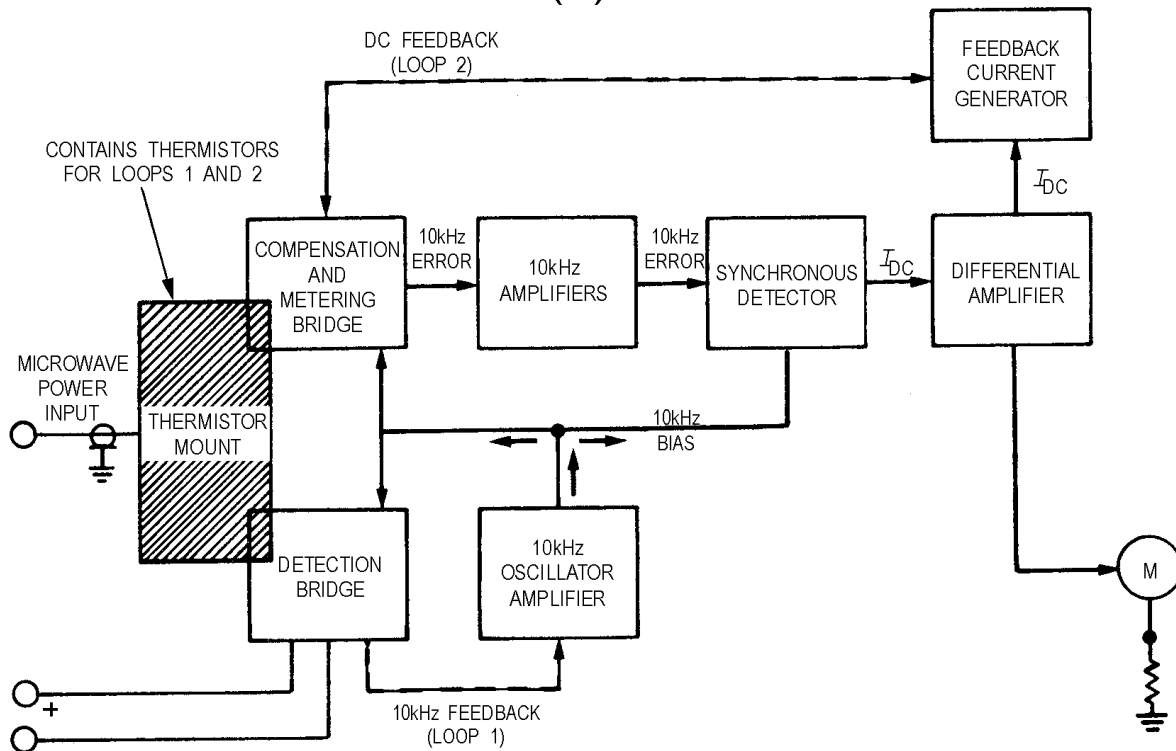 DC FEEDBACK
(LOOP 2)
FEEDBACK
CURRENT
GENERATOR
CONTAINS THERMISTORS
FOR LOOPS 1 AND 2
I DC
COMPENSATION
AND
METERING
BRIDGE
10kHz
ERROR
10kHz
AMPLIFIERS
10kHz
ERROR
SYNCHRONOUS
DETECTOR
I DC
DIFFERENTIAL
AMPLIFIER
MICROWAVE
POWER
INPUT
THERMISTOR
MOUNT
10kHz
BIAS
DETECTION
BRIDGE
10kHz
OSCILLATOR
AMPLIFIER
M
+
10kHz FEEDBACK
(LOOP 1)